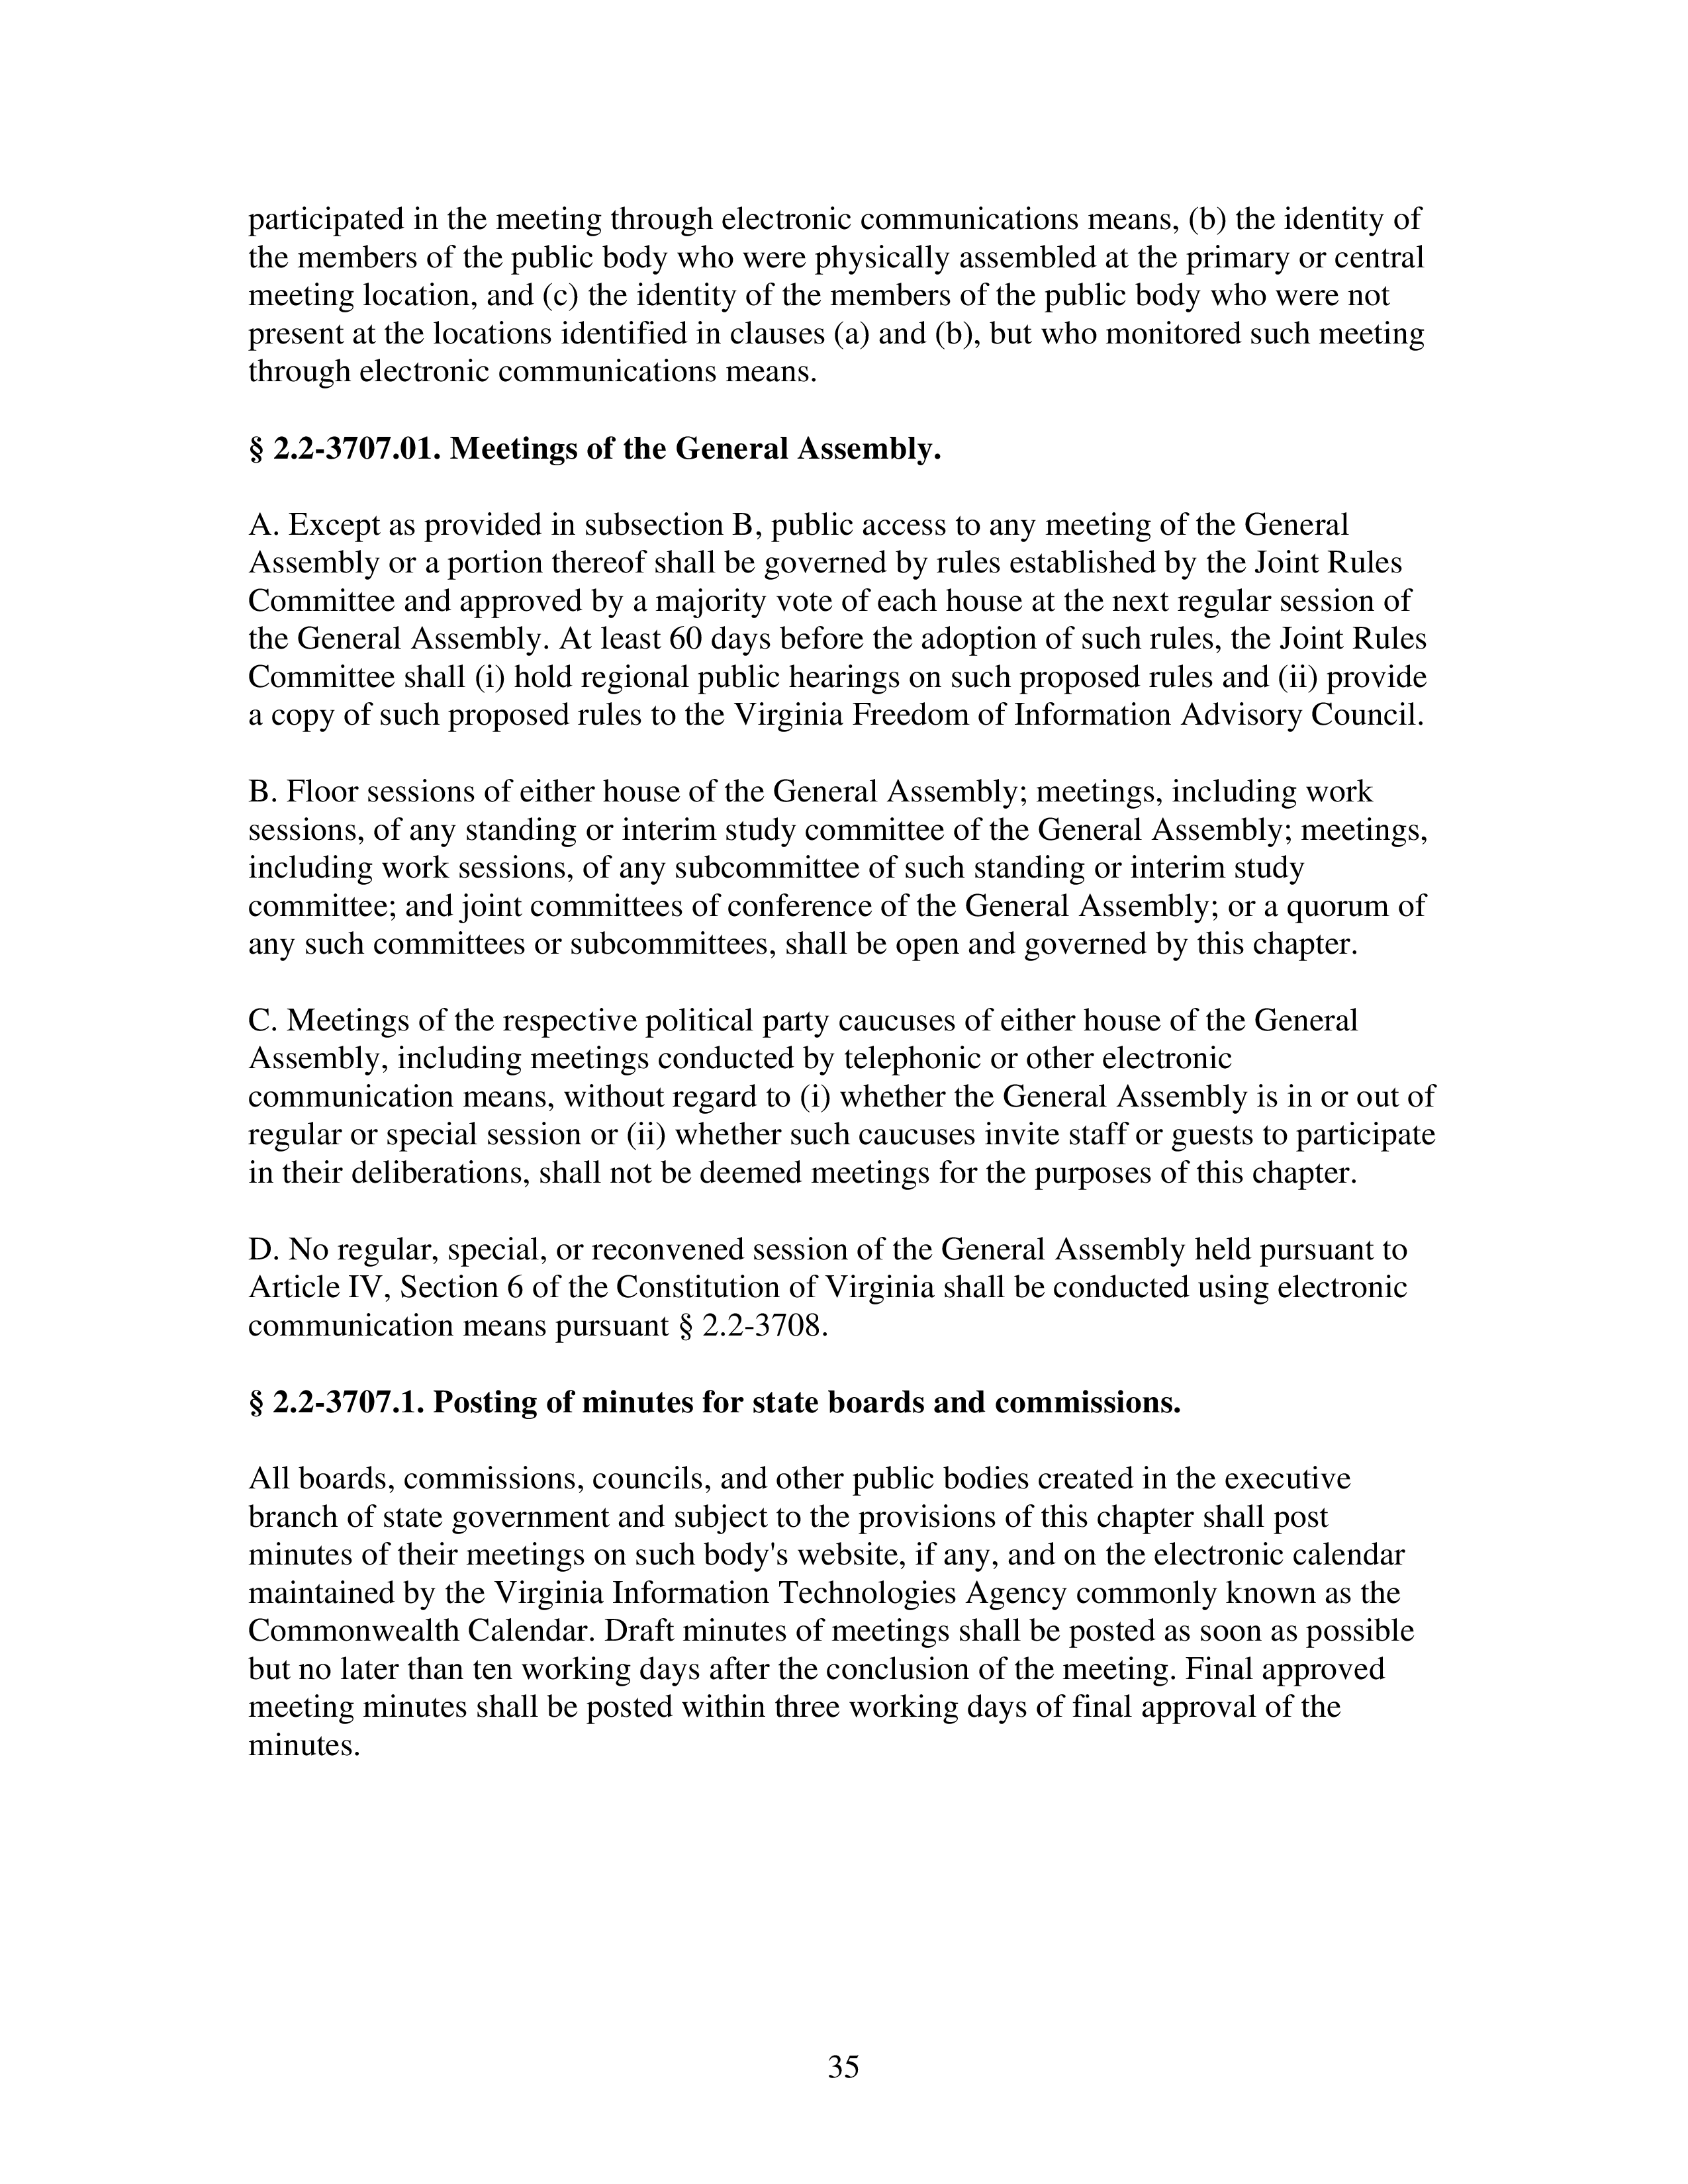 participated in the meeting through electronic communications means, (b) the identity of
the members of the public body who were physically assembled at the primary or central
meeting location, and (c) the identity of the members of the public body who were not
present at the locations identified in clauses (a) and (b), but who monitored such meeting
through electronic communications means.
§ 2.2-3707.01. Meetings of the General Assembly.
A. Except as provided in subsection B, public access to any meeting of the General
Assembly or a portion thereof shall be governed by rules established by the Joint Rules
Committee and approved by a majority vote of each house at the next regular session of
the General Assembly. At least 60 days before the adoption of such rules, the Joint Rules
Committee shall (i) hold regional public hearings on such proposed rules and (ii) provide
a copy of such proposed rules to the Virginia Freedom of Information Advisory Council.
B. Floor sessions of either house of the General Assembly; meetings, including work
sessions, of any standing or interim study committee of the General Assembly; meetings,
including work sessions, of any subcommittee of such standing or interim study
committee; and joint committees of conference of the General Assembly; or a quorum of
any such committees or subcommittees, shall be open and governed by this chapter.
C. Meetings of the respective political party caucuses of either house of the General
Assembly, including meetings conducted by telephonic or other electronic
communication means, without regard to (i) whether the General Assembly is in or out of
regular or special session or (ii) whether such caucuses invite staff or guests to participate
in their deliberations, shall not be deemed meetings for the purposes of this chapter.
D. No regular, special, or reconvened session of the General Assembly held pursuant to
Article IV, Section 6 of the Constitution of Virginia shall be conducted using electronic
communication means pursuant § 2.2-3708.
§ 2.2-3707.1. Posting of minutes for state boards and commissions.
All boards, commissions, councils, and other public bodies created in the executive
branch of state government and subject to the provisions of this chapter shall post
minutes of their meetings on such body's website, if any, and on the electronic calendar
maintained by the Virginia Information Technologies Agency commonly known as the
Commonwealth Calendar. Draft minutes of meetings shall be posted as soon as possible
but no later than ten working days after the conclusion of the meeting. Final approved
meeting minutes shall be posted within three working days of final approval of the
minutes.
35